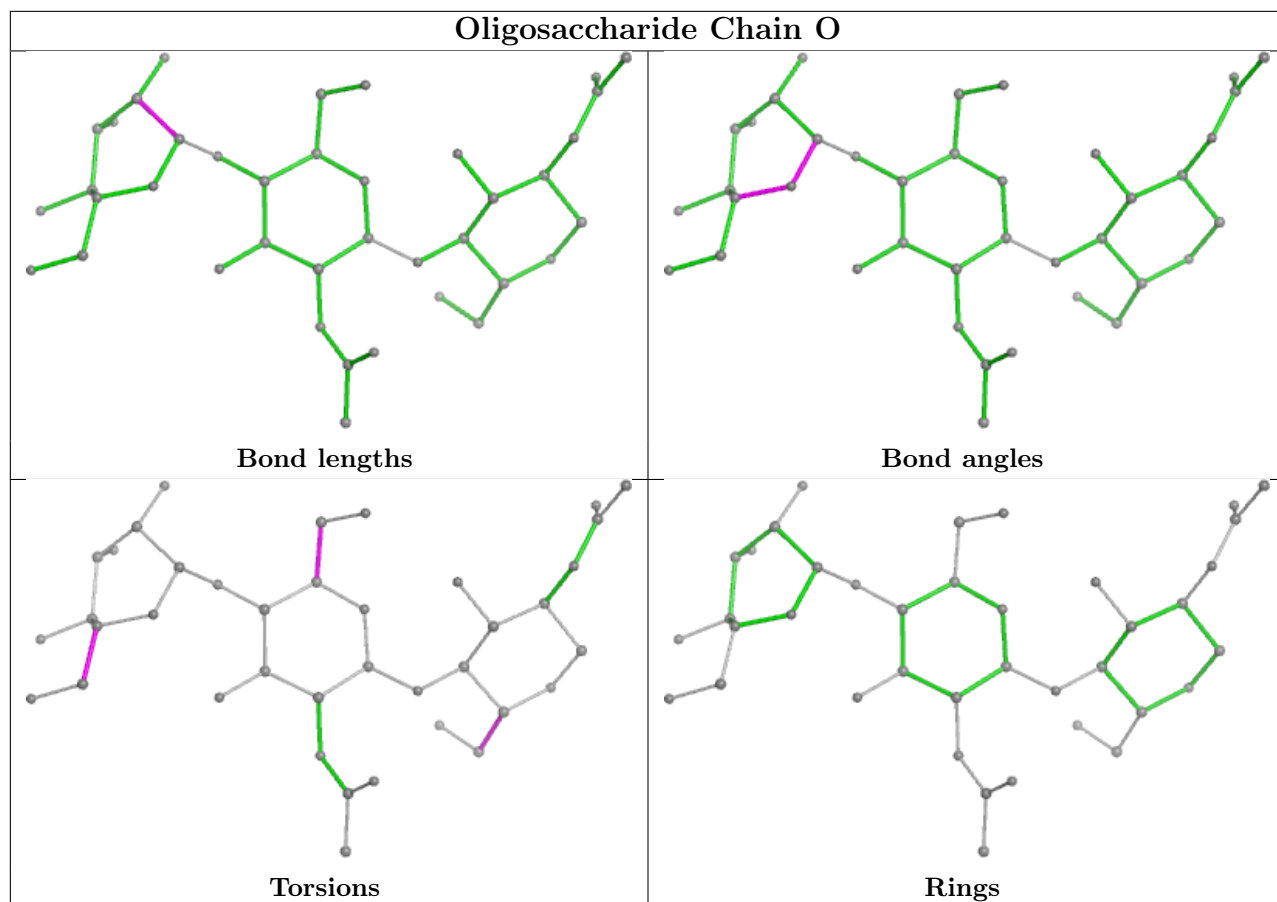 Oligosaccharide Chain O
Bond lengths
Bond angles
Torsions
Rings